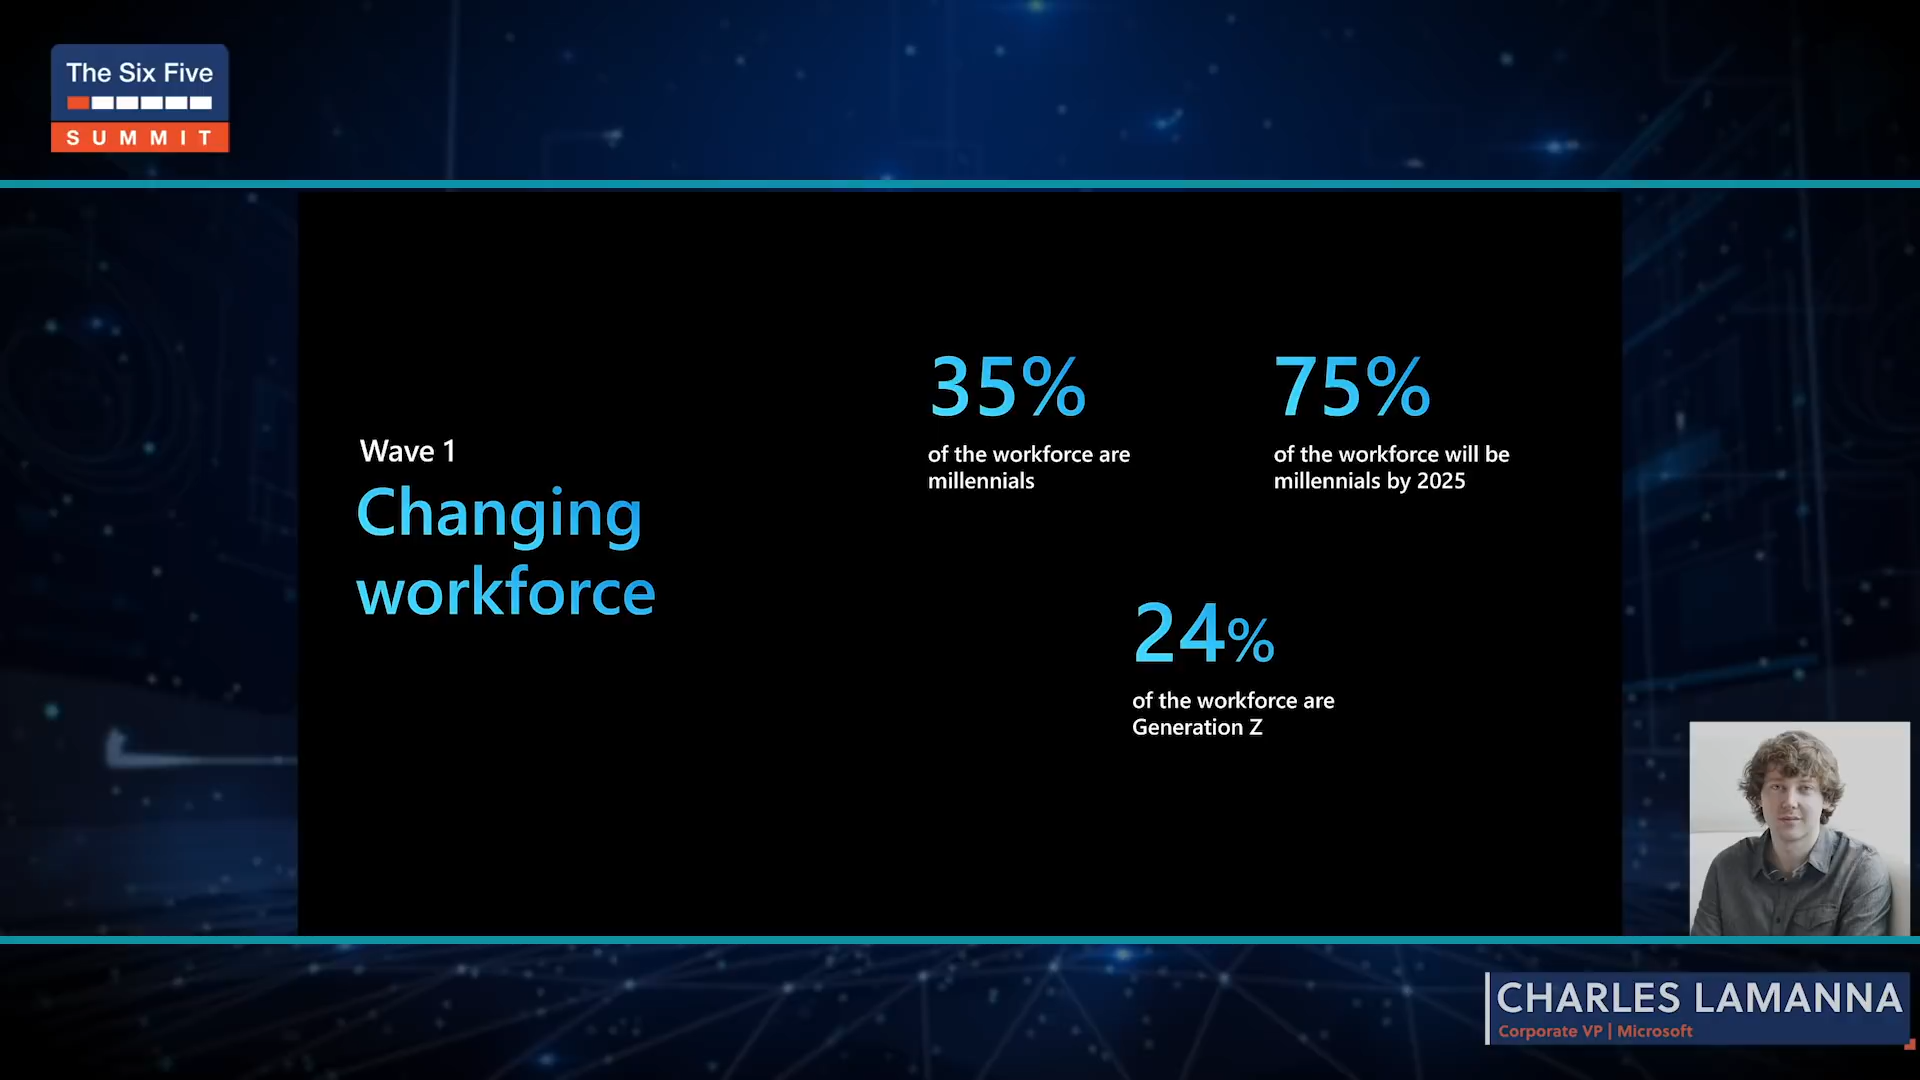 The Six Five
SUMMIT
Wave 1
Changing
workforce
35%
of the workforce are
millennials
75%
of the workforce will be
millennials by 2025
24%
of the workforce are
Generation Z
CHARLES LAMANNA
Corporate VP | Microsoft